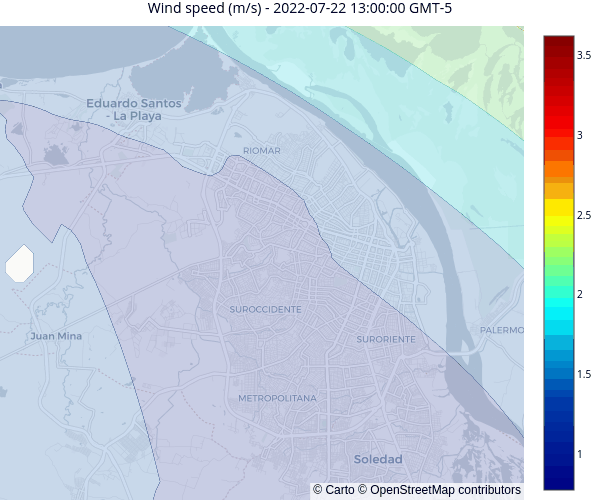 Wind speed (m/s) - 2022-07-22 13:00:00 GMT-5
3.5
Eduardo Santos
- La Playa
RIOMAR
3
2.5
2
SUROCCIDENTE
PALERMO
Juan Mina
SURORIENTE
1.5
METROPOLITANA
1
Soledad
© Carto © OpenStreetMap contributors